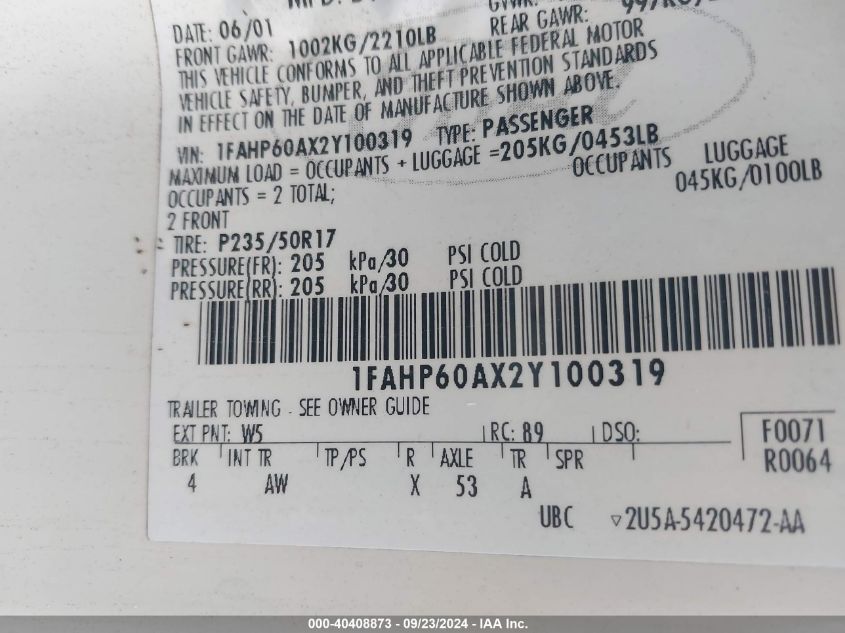 DATE: 06/01
FRONT GAWR: 1002KG/2210LB REAR GAWR:
THIS VEHICLE CONFORMS TO ALL APPLICABLE FEDERAL MOTOR
VEHICLE SAFETY, BUMPER, AND THEFT PREVENTION STANDARDS
IN EFFECT ON THE DATE OF MANUFACTURE SHOWN ABOVE.
VIN: 1FAHP60AX2Y100319 TYPE: PASSENGER
MAXIMUM LOAD = OCCUPANTS + LUGGAGE =205KG/0453LB
OCCUPANTS LUGGAGE
OCCUPANTS = 2 TOTAL; 045KG/0100LB
2 FRONT
TIRE: P235/50R17
PRESSURE(FR): 205 kPa/30 PSI COLD
PRESSURE(RR): 205 kPa/30 PSI COLD
1FAHP60AX2Y100319
TRAILER TOWING - SEE OWNER GUIDE
EXT PNT: W5 RC: 89 DSO: F0071
BRK INT TR TP/PS R AXLE TR SPR R0064
4 AW X 53 A
UBC ▽2U5A-5420472-AA
000-40408873 - 09/23/2024 - IAA Inc.